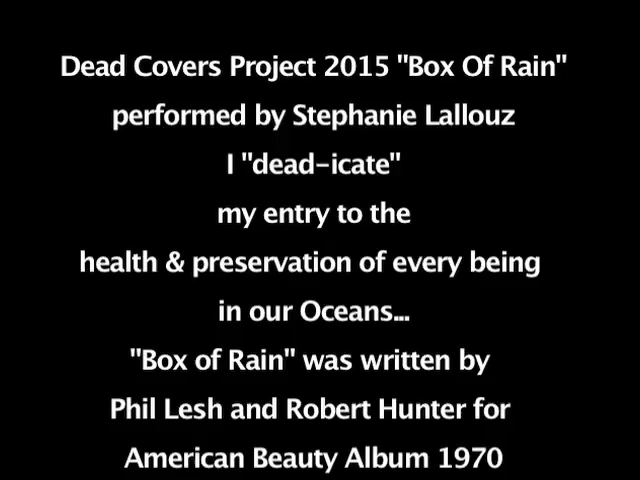 Dead Covers Project 2015 "Box Of Rain"
performed by Stephanie Lallouz
I "dead-icate"
my entry to the
health & preservation of every being
in our Oceans...
"Box of Rain" was written by
Phil Lesh and Robert Hunter for
American Beauty Album 1970